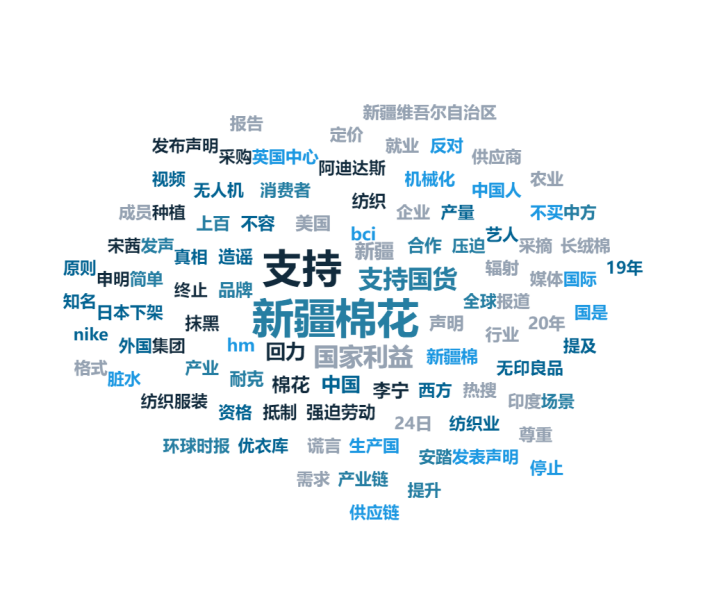 新疆维吾尔自治区
报告
定价
发布声明 采购 英国中心 就业 反对
阿迪达斯 供应商
视频 无人机 消费者 机械化 中国人 农业
纺织
成员 种植 上百 不容 美国 企业 产量 不买 中方
bci 艺人
宋茜 发声 真相 造谣 新疆 合作 压迫 采摘 长绒棉
原则 申明 简单 终止 品牌 支持 支持国货 辐射 媒体 国际 19年
知名 日本下架 抹黑 新疆棉花 声明 全球 报道 20年 国是
nike 外国 集团 hm 回力 国家利益 新疆棉 行业 提及
格式 脏水 产业 耐克 棉花 中国 李宁 西方 热搜 无印良品
纺织服装 资格 抵制 强迫劳动 24日 纺织业 印度 场景
环球时报 优衣库 谎言 生产国 安踏 发表声明 尊重
需求 产业链 停止
提升
供应链